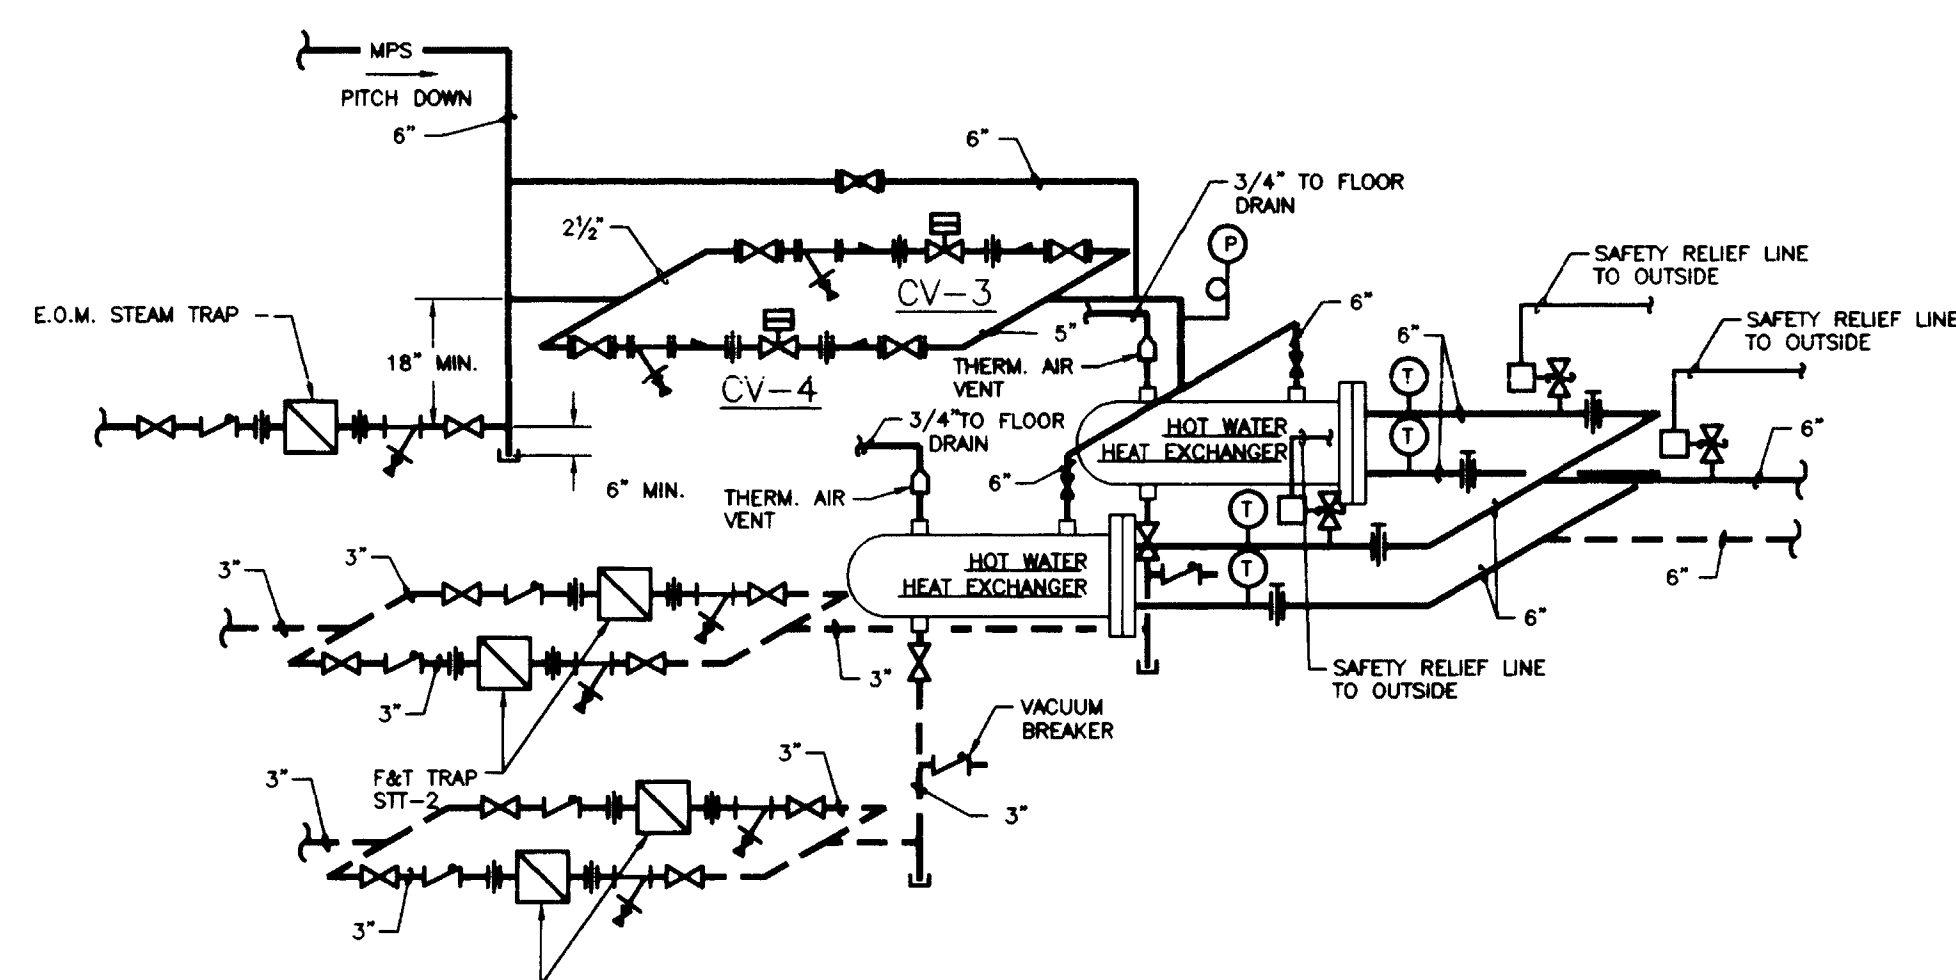 MPS
PITCH DOWN
6"
6"
3/4" TO FLOOR
DRAIN
2½"
P
SAFETY RELIEF LINE
TO OUTSIDE
CV-3
E.O.M. STEAM TRAP
6"
5"
6"
SAFETY RELIEF LINE
TO OUTSIDE
18" MIN.
THERM. AIR
VENT
T
CV-4
3/4"TO FLOOR
DRAIN
HOT WATER
HEAT EXCHANGER
T
6"
6"
6" MIN.
THERM. AIR
VENT
T
3"
3"
HOT WATER
HEAT EXCHANGER
T
6"
6"
3"
3"
SAFETY RELIEF LINE
TO OUTSIDE
VACUUM
BREAKER
F&T TRAP
STT-2
3"
3"
3"
3"